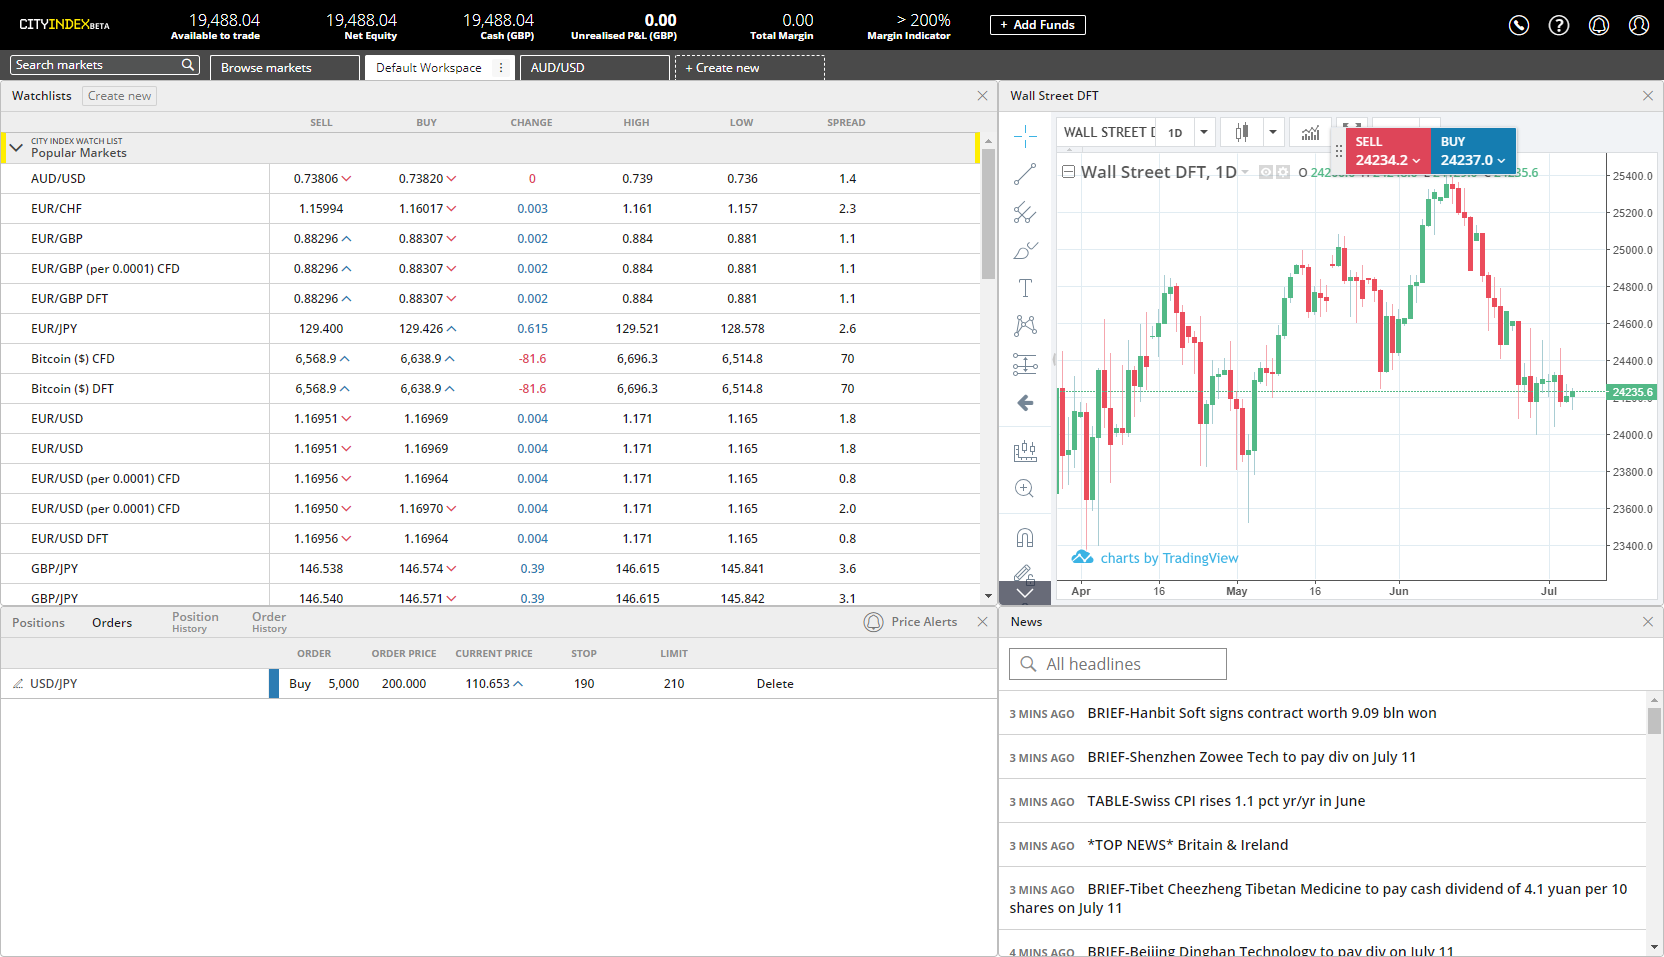 CITYINDEX BETA
19,488.04
Available to trade
19,488.04
Net Equity
19,488.04
Cash (GBP)
0.00
Unrealised P&L (GBP)
0.00
Total Margin
> 200%
Margin Indicator
+ Add Funds
Search markets
Browse markets
Default Workspace
AUD/USD
+ Create new
Watchlists Create new
SELL BUY CHANGE HIGH LOW SPREAD
CITY INDEX WATCH LIST
Popular Markets
AUD/USD 0.73806 0.73820 0 0.739 0.736 1.4
EUR/CHF 1.15994 1.16017 0.003 1.161 1.157 2.3
EUR/GBP 0.88296 0.88307 0.002 0.884 0.881 1.1
EUR/GBP (per 0.0001) CFD 0.88296 0.88307 0.002 0.884 0.881 1.1
EUR/GBP DFT 0.88296 0.88307 0.002 0.884 0.881 1.1
EUR/JPY 129.400 129.426 0.615 129.521 128.578 2.6
Bitcoin ($) CFD 6,568.9 6,638.9 -81.6 6,696.3 6,514.8 70
Bitcoin ($) DFT 6,568.9 6,638.9 -81.6 6,696.3 6,514.8 70
EUR/USD 1.16951 1.16969 0.004 1.171 1.165 1.8
EUR/USD 1.16951 1.16969 0.004 1.171 1.165 1.8
EUR/USD (per 0.0001) CFD 1.16956 1.16964 0.004 1.171 1.165 0.8
EUR/USD (per 0.0001) CFD 1.16950 1.16970 0.004 1.171 1.165 2.0
EUR/USD DFT 1.16956 1.16964 0.004 1.171 1.165 0.8
GBP/JPY 146.538 146.574 0.39 146.615 145.841 3.6
GBP/JPY 146.540 146.571 0.39 146.615 145.842 3.1
Wall Street DFT
WALL STREET D 1D
SELL
24234.2
BUY
24237.0
Wall Street DFT, 1D O
25400.0
25200.0
25000.0
24800.0
24600.0
24400.0
24235.6
24000.0
23800.0
23600.0
23400.0
charts by TradingView
Apr 16 May 16 Jun Jul
Positions Orders Position History Order History Price Alerts
ORDER ORDER PRICE CURRENT PRICE STOP LIMIT
USD/JPY Buy 5,000 200.000 110.653 190 210 Delete
News
All headlines
3 MINS AGO BRIEF-Hanbit Soft signs contract worth 9.09 bln won
3 MINS AGO BRIEF-Shenzhen Zowee Tech to pay div on July 11
3 MINS AGO TABLE-Swiss CPI rises 1.1 pct yr/yr in June
3 MINS AGO *TOP NEWS* Britain & Ireland
3 MINS AGO BRIEF-Tibet Cheezheng Tibetan Medicine to pay cash dividend of 4.1 yuan per 10
shares on July 11
4 MINS AGO BRIEF-Beijing Dinghan Technology to pay div on July 11